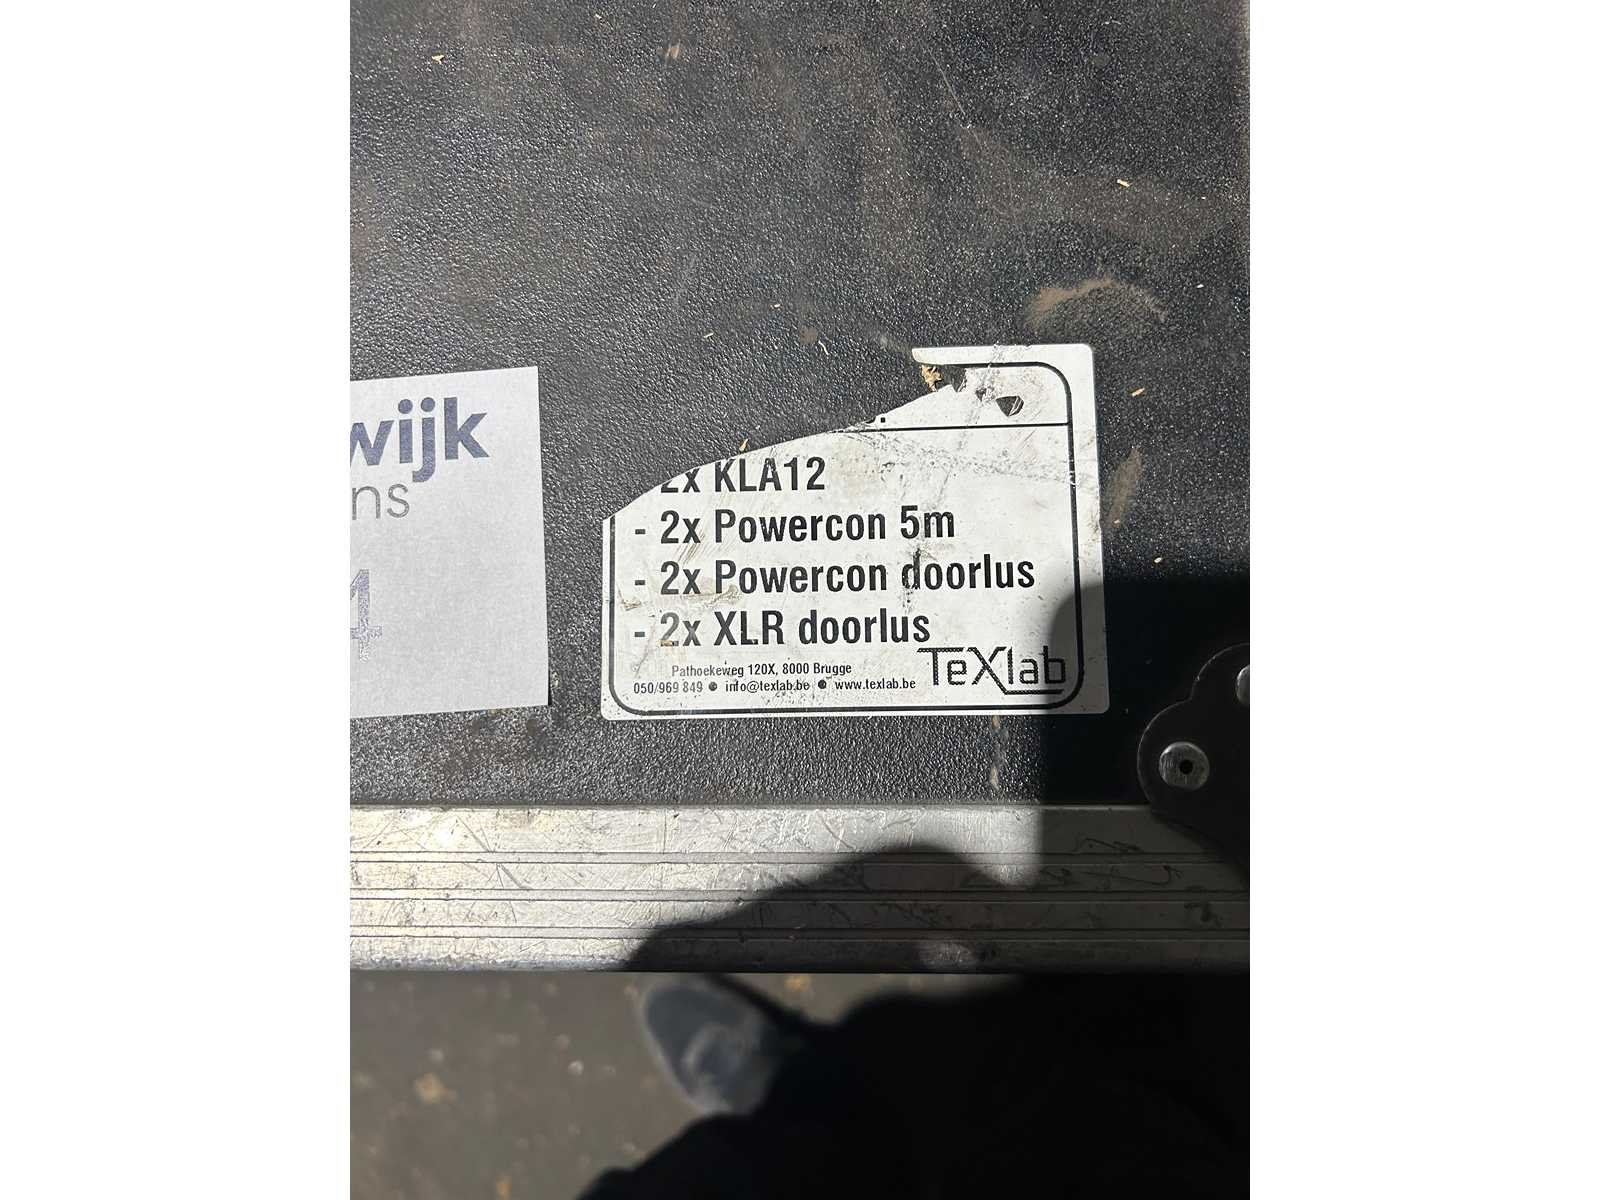 wijk
ns
4
2x KLA12
- 2x Powercon 5m
- 2x Powercon doorlus
- 2x XLR doorlus
Pathoekeweg 120X, 8000 Brugge
050/969 849 ● info@texlab.be ● www.texlab.be
TeXlab